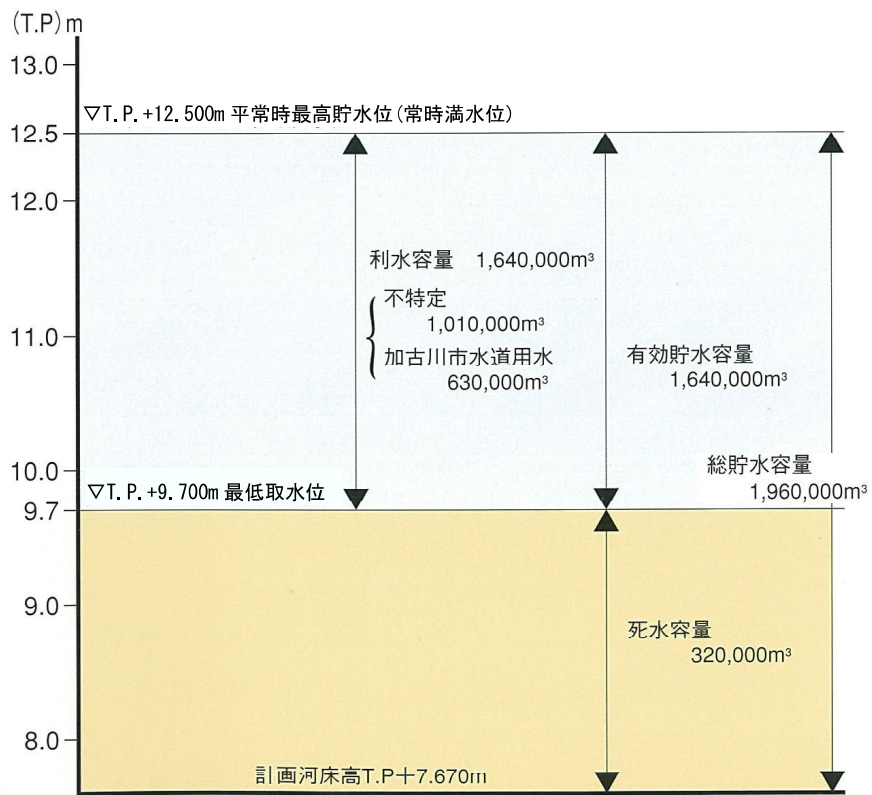 (T.P)m
13.0
▽T.P.+12.500m 平常時最高貯水位(常時満水位)
12.5
12.0
利水容量 1,640,000m³
不特定
1,010,000m³
11.0
加古川市水道用水
630,000m³
有効貯水容量
1,640,000m³
総貯水容量
1,960,000m³
10.0
▽T.P.+9.700m 最低取水位
9.7
9.0
死水容量
320,000m³
8.0
計画河床高T.P+7.670m